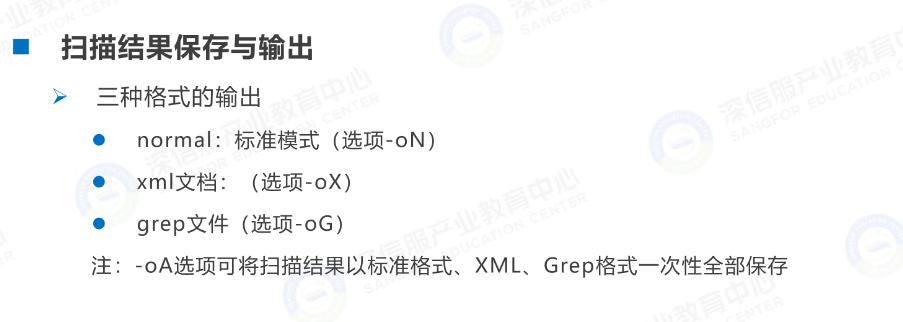 扫描结果保存与输出
三种格式的输出
normal：标准模式（选项-oN）
xml文档：（选项-oX）
grep文件（选项-oG）
注：-oA选项可将扫描结果以标准格式、XML、Grep格式一次性全部保存
深信服产业教育中心
SANGFOR EDUCATION CENTER